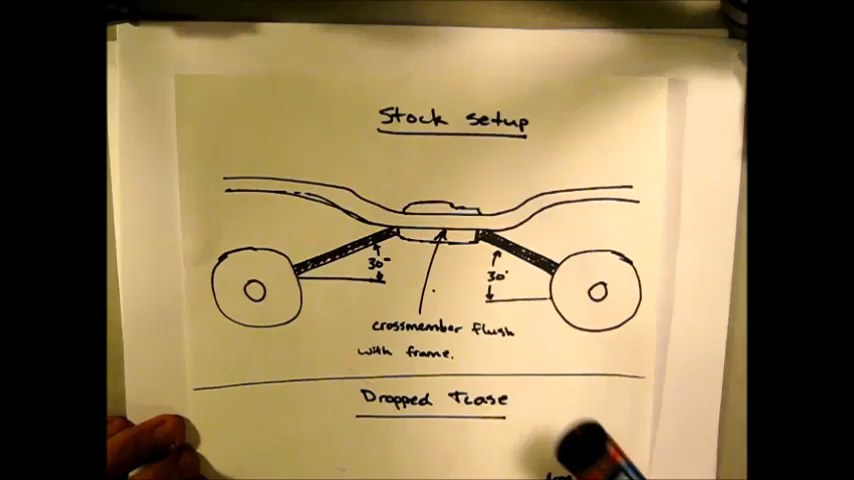 Stock setup
30°
30°
crossmember flush
with frame.
Dropped Tcase